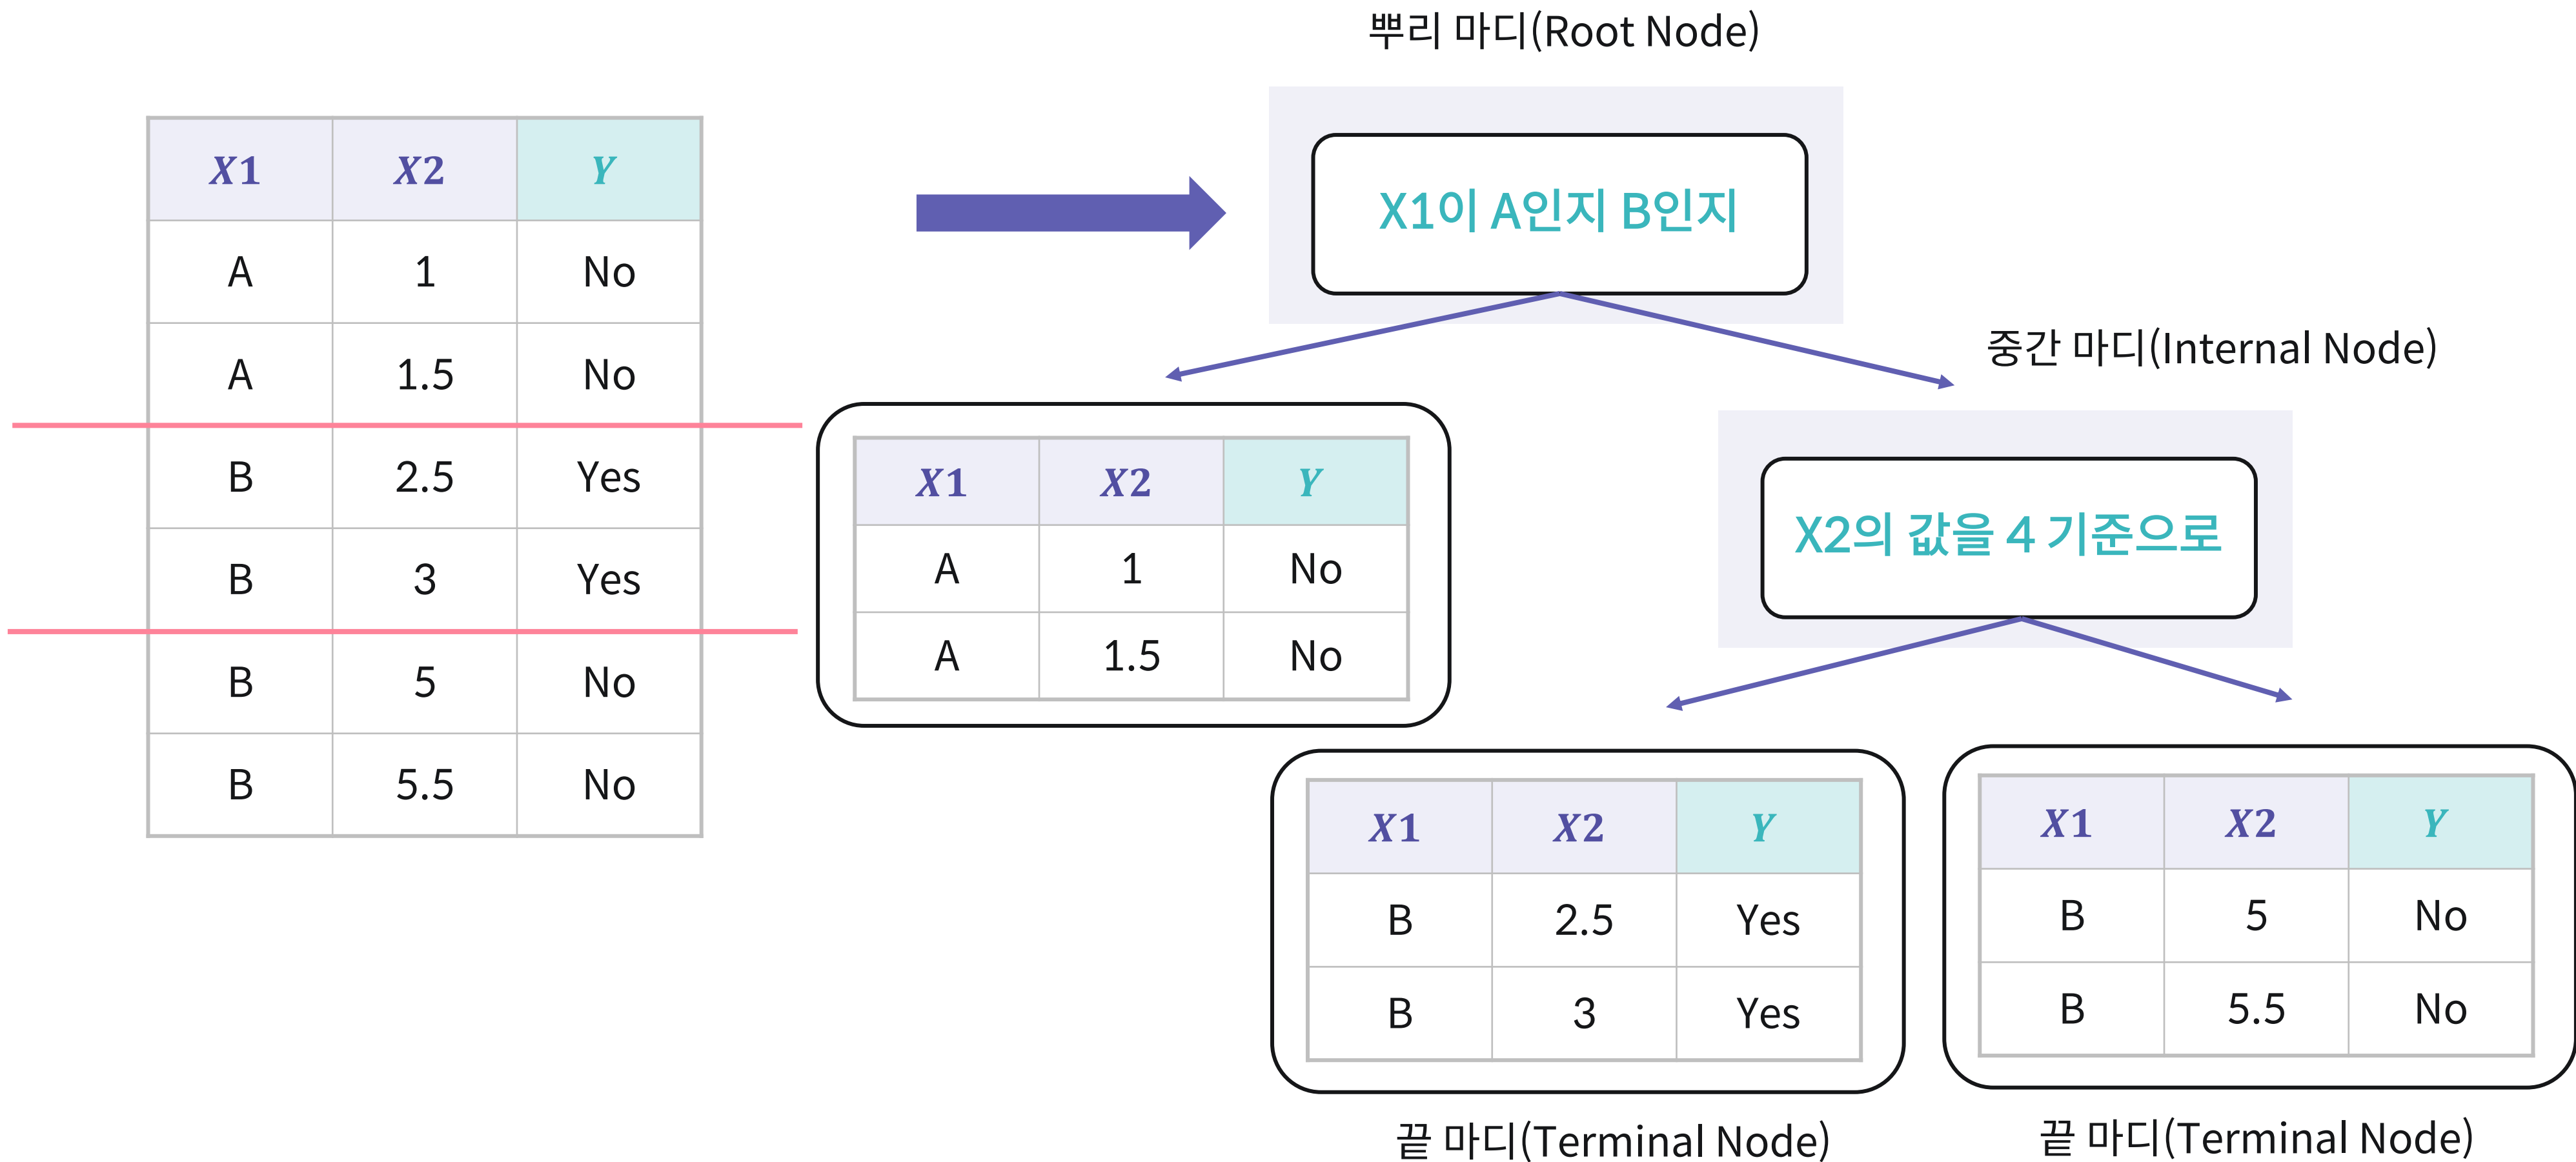 뿌리 마디(Root Node)
X1 X2 Y
A 1 No
A 1.5 No
B 2.5 Yes
B 3 Yes
B 5 No
B 5.5 No
X1이 A인지 B인지
중간 마디(Internal Node)
X2의 값을 4 기준으로
X1 X2 Y
A 1 No
A 1.5 No
X1 X2 Y
B 2.5 Yes
B 3 Yes
끝 마디(Terminal Node)
X1 X2 Y
B 5 No
B 5.5 No
끝 마디(Terminal Node)